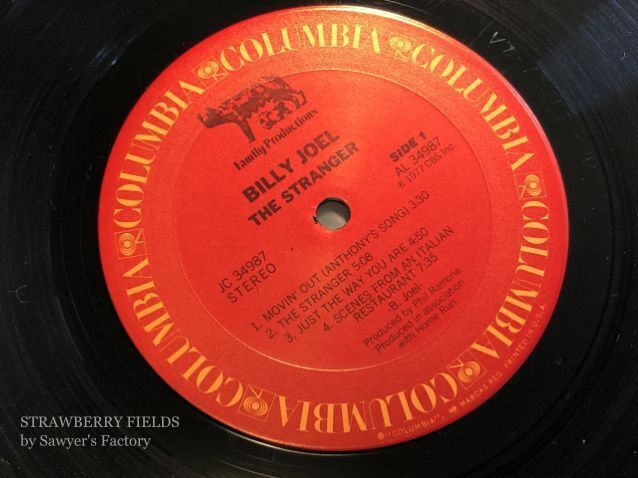 COLUMBIA COLUMBIA COLUMBIA COLUMBIA COLUMBIA COLUMBIA COLUMBIA
Family Productions
BILLY JOEL
THE STRANGER
SIDE 1
AL 34987
℗ 1977 CBS Inc.
JC 34987
STEREO
1. MOVIN' OUT (ANTHONY'S SONG) 3:30
2. THE STRANGER 5:08
3. JUST THE WAY YOU ARE 4:50
4. SCENES FROM AN ITALIAN
RESTAURANT 7:35
-B. Joel-
Produced by Phil Ramone
Produced in association
with Home Run
®"COLUMBIA", MARCAS REG. PRINTED IN U.S.A.
STRAWBERRY FIELDS
by Sawyer's Factory